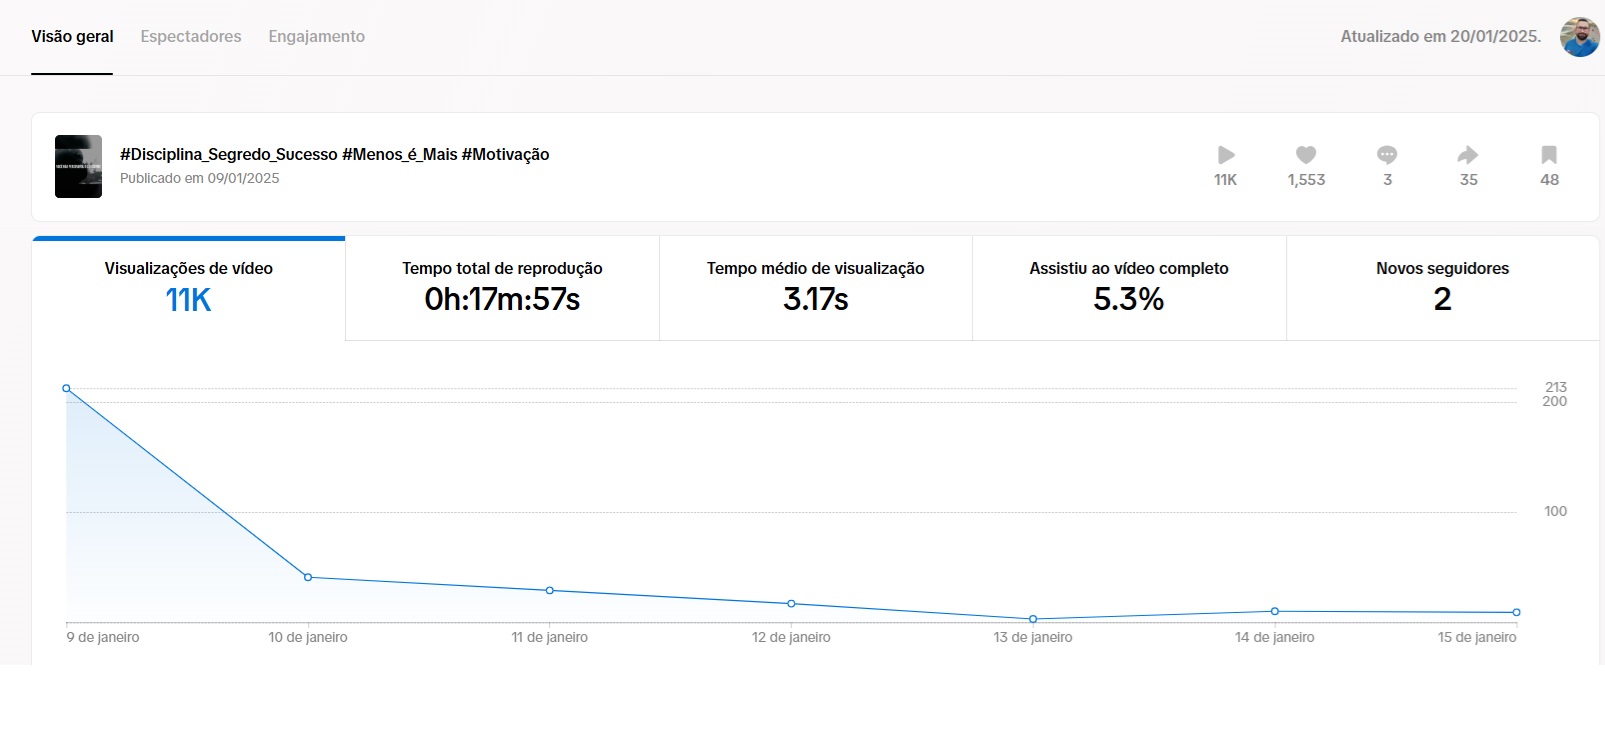 Visão geral Espectadores Engajamento Atualizado em 20/01/2025.
#Disciplina_Segredo_Sucesso #Menos_é_Mais #Motivação
Publicado em 09/01/2025
11K 1,553 3 35 48
Visualizações de vídeo
11K
Tempo total de reprodução
0h:17m:57s
Tempo médio de visualização
3.17s
Assistiu ao vídeo completo
5.3%
Novos seguidores
2
213
200
100
9 de janeiro 10 de janeiro 11 de janeiro 12 de janeiro 13 de janeiro 14 de janeiro 15 de janeiro